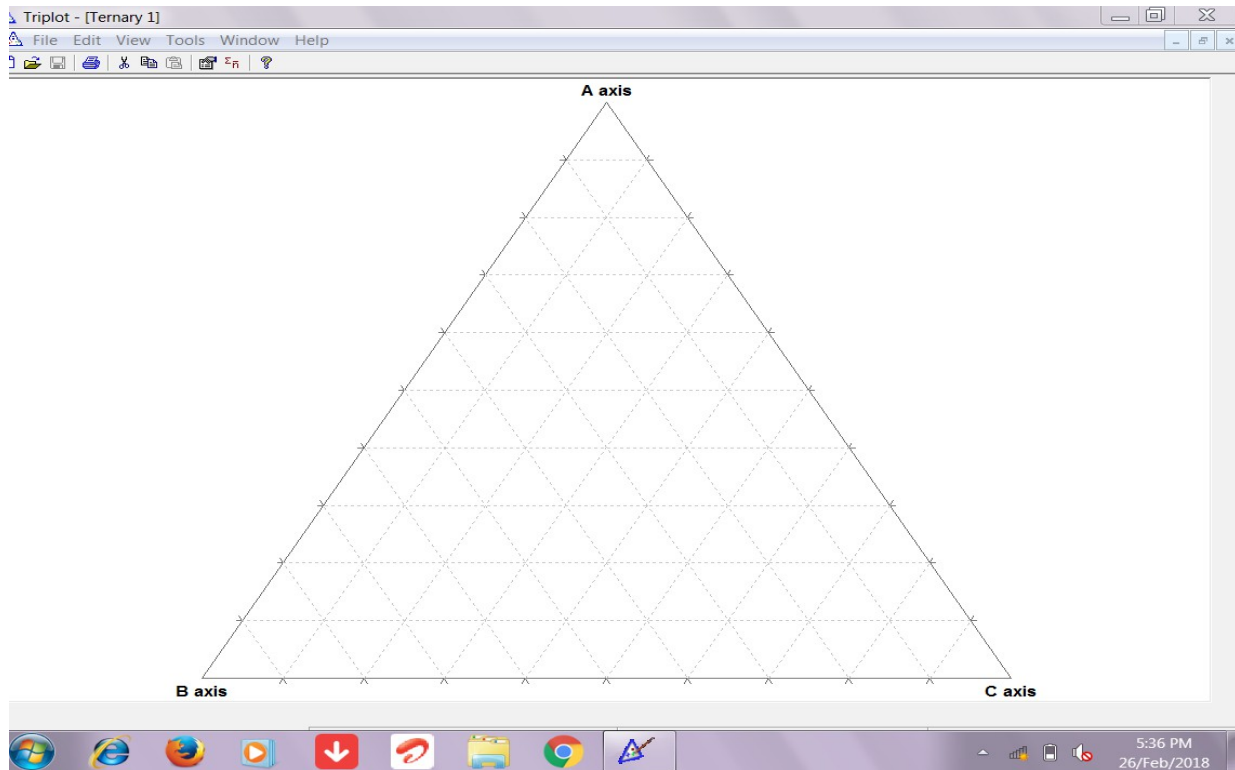 Triplot - [Ternary 1]
File Edit View Tools Window Help
A axis
B axis
C axis
5:36 PM
26/Feb/2018